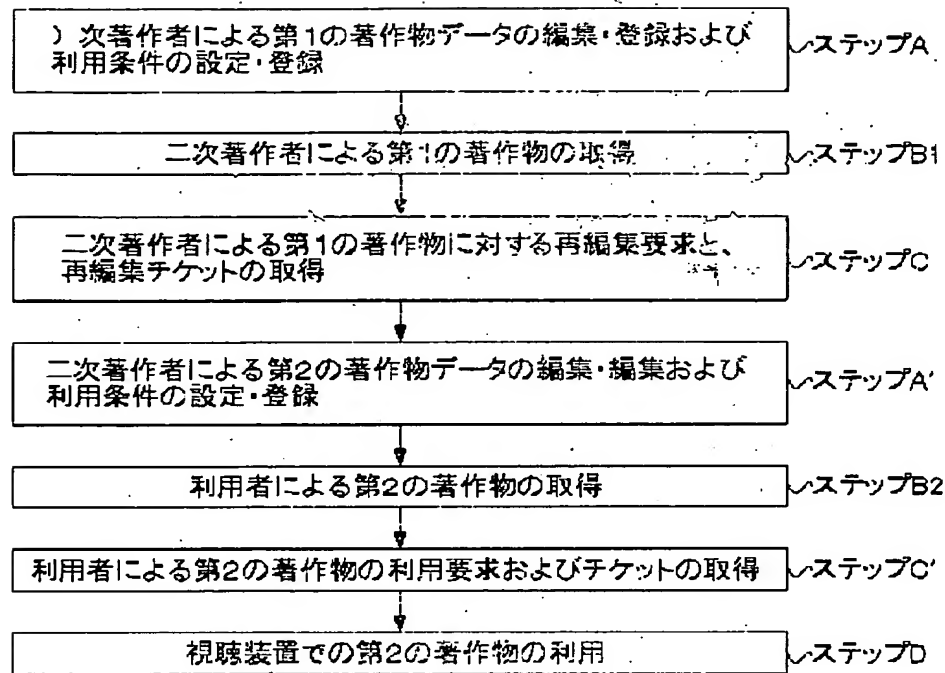 次著作者による第1の著作物データの編集・登録および
利用条件の設定・登録
ステップA
二次著作者による第1の著作物の取得
ステップB1
二次著作者による第1の著作物に対する再編集要求と、
再編集チケットの取得
ステップC
二次著作者による第2の著作物データの編集・編集および
利用条件の設定・登録
ステップA'
利用者による第2の著作物の取得
ステップB2
利用者による第2の著作物の利用要求およびチケットの取得
ステップC'
視聴装置での第2の著作物の利用
ステップD